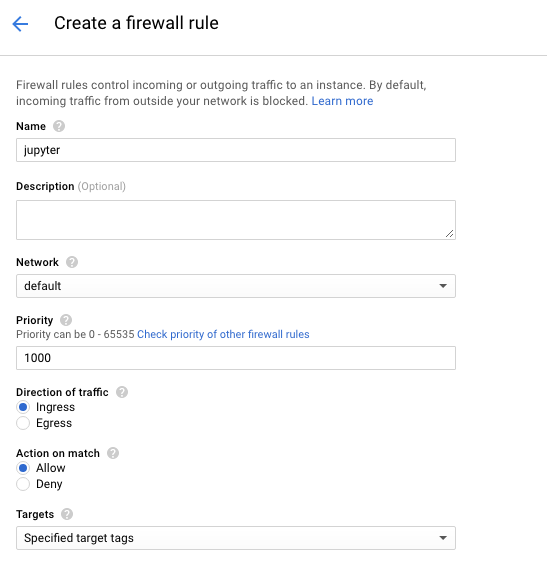 Create a firewall rule
Firewall rules control incoming or outgoing traffic to an instance. By default,
incoming traffic from outside your network is blocked. Learn more
Name ?
jupyter
Description (Optional)
Network ?
default
Priority ?
Priority can be 0 - 65535 Check priority of other firewall rules
1000
Direction of traffic ?
Ingress
Egress
Action on match ?
Allow
Deny
Targets ?
Specified target tags